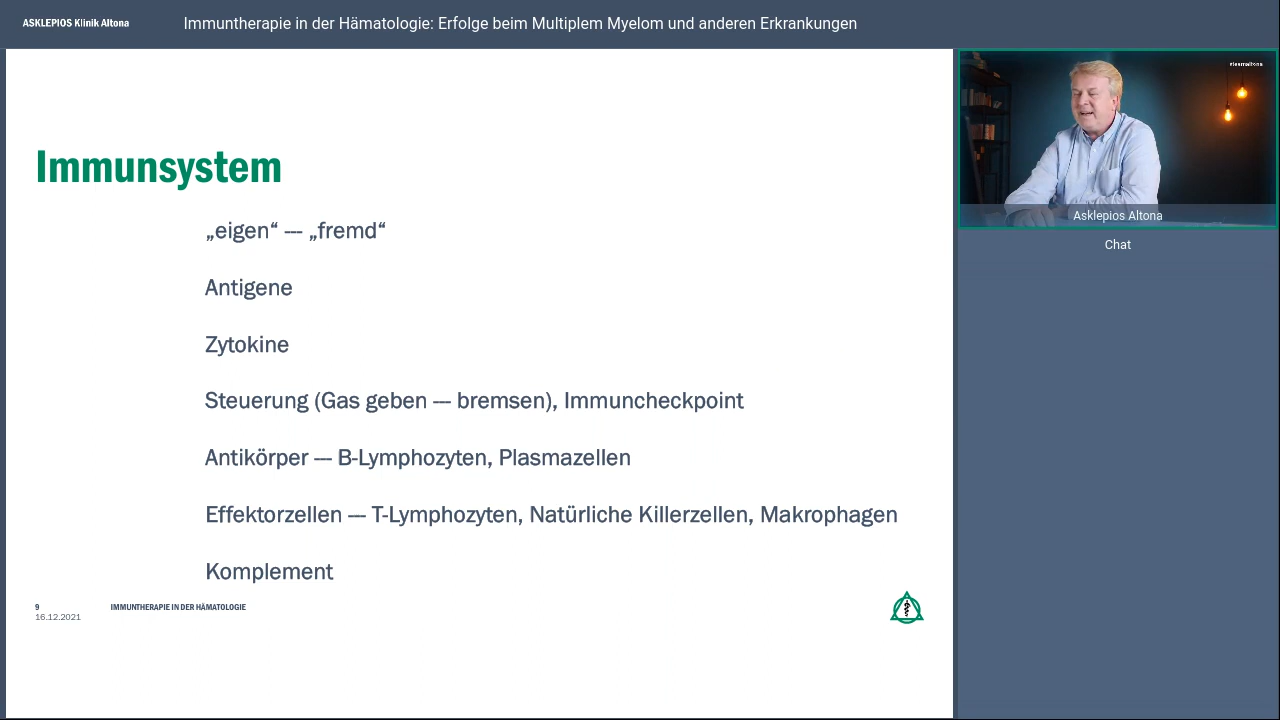 ASKLEPIOS Klinik Altona
Immuntherapie in der Hämatologie: Erfolge beim Multiplem Myelom und anderen Erkrankungen
#teamaltona
Immunsystem
„eigen“ --- „fremd“
Antigene
Zytokine
Steuerung (Gas geben --- bremsen), Immuncheckpoint
Antikörper --- B-Lymphozyten, Plasmazellen
Effektorzellen --- T-Lymphozyten, Natürliche Killerzellen, Makrophagen
Komplement
9
IMMUNTHERAPIE IN DER HÄMATOLOGIE
16.12.2021
Asklepios Altona
Chat